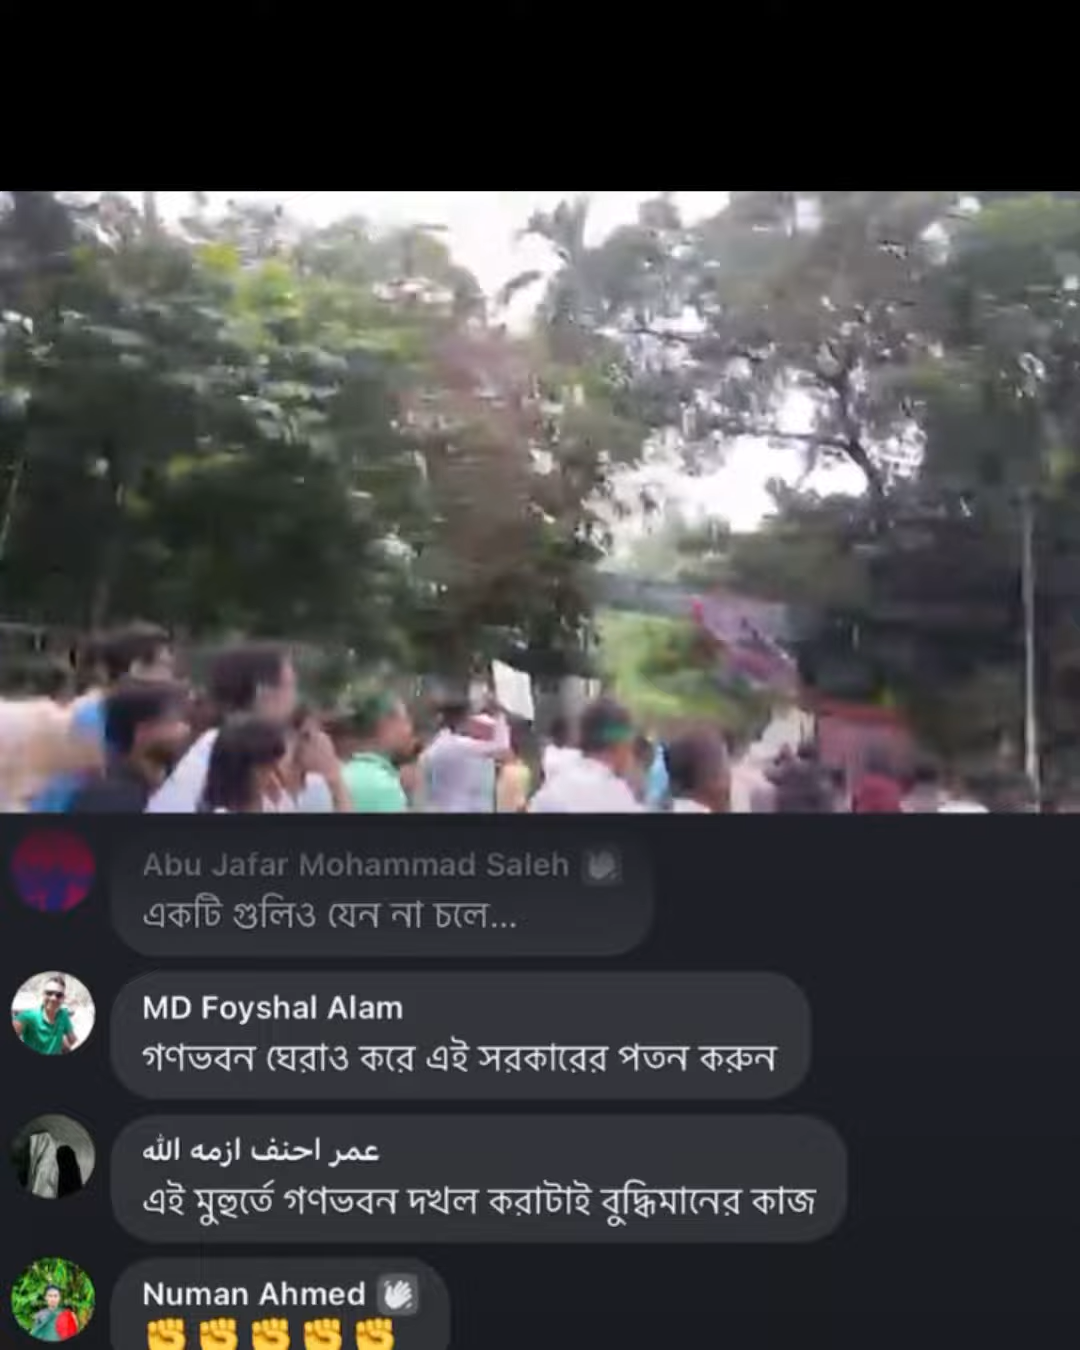 Abu Jafar Mohammad Saleh
একটি গুলিও যেন না চলে...
MD Foyshal Alam
গণভবন ঘেরাও করে এই সরকারের পতন করুন
عمر احنف ازمه الله
এই মুহুর্তে গণভবন দখল করাটাই বুদ্ধিমানের কাজ
Numan Ahmed
✊✊✊✊✊